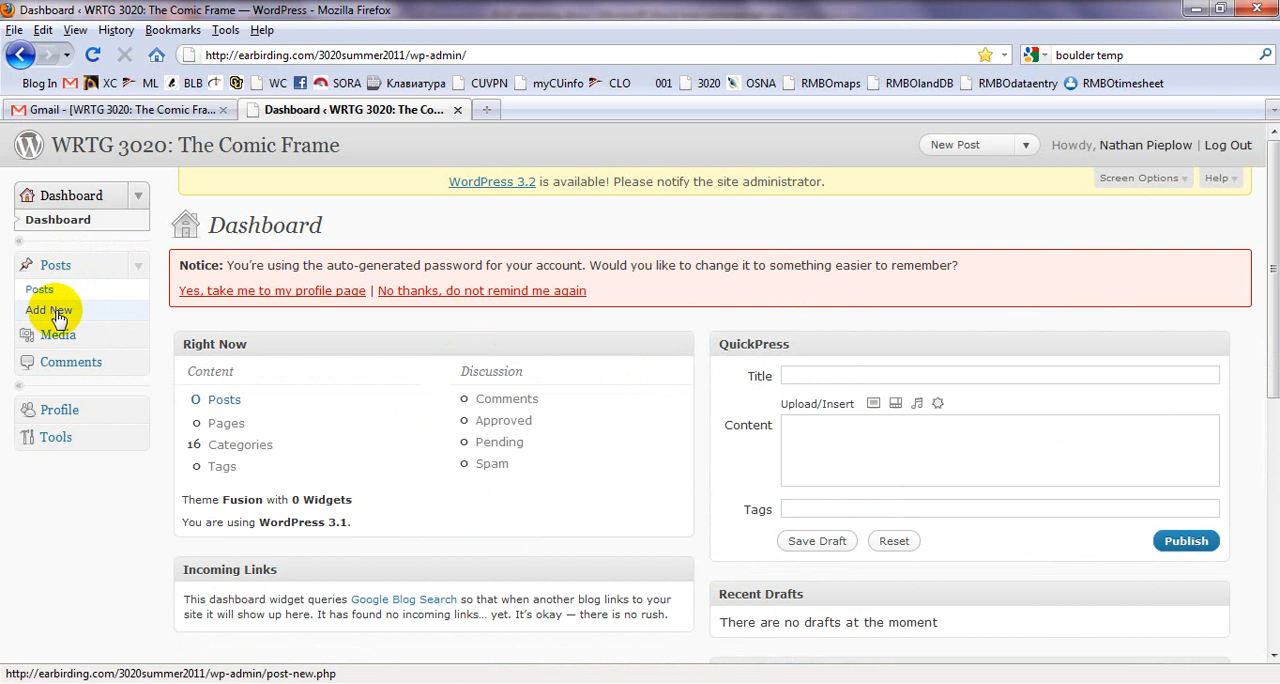 Dashboard ‹ WRTG 3020: The Comic Frame — WordPress - Mozilla Firefox
File Edit View History Bookmarks Tools Help
http://earbirding.com/3020summer2011/wp-admin/
boulder temp
Blog In XC ML BLB WC SORA Клавиатура CUVPN myCUinfo CLO 001 3020 OSNA RMBOmaps RMBOlandDB RMBOdataentry RMBOtimesheet
Gmail - [WRTG 3020: The Comic Fra...
Dashboard ‹ WRTG 3020: The Co...
WRTG 3020: The Comic Frame
New Post
Howdy, Nathan Pieplow | Log Out
WordPress 3.2 is available! Please notify the site administrator.
Screen Options
Help
Dashboard
Dashboard
Posts
Posts
Add New
Media
Comments
Profile
Tools
Dashboard
Notice: You’re using the auto-generated password for your account. Would you like to change it to something easier to remember?
Yes, take me to my profile page | No thanks, do not remind me again
Right Now
Content
0 Posts
0 Pages
16 Categories
0 Tags
Discussion
0 Comments
0 Approved
0 Pending
0 Spam
Theme Fusion with 0 Widgets
You are using WordPress 3.1.
Incoming Links
This dashboard widget queries Google Blog Search so that when another blog links to your
site it will show up here. It has found no incoming links… yet. It’s okay — there is no rush.
QuickPress
Title
Upload/Insert
Content
Tags
Save Draft
Reset
Publish
Recent Drafts
There are no drafts at the moment
http://earbirding.com/3020summer2011/wp-admin/post-new.php